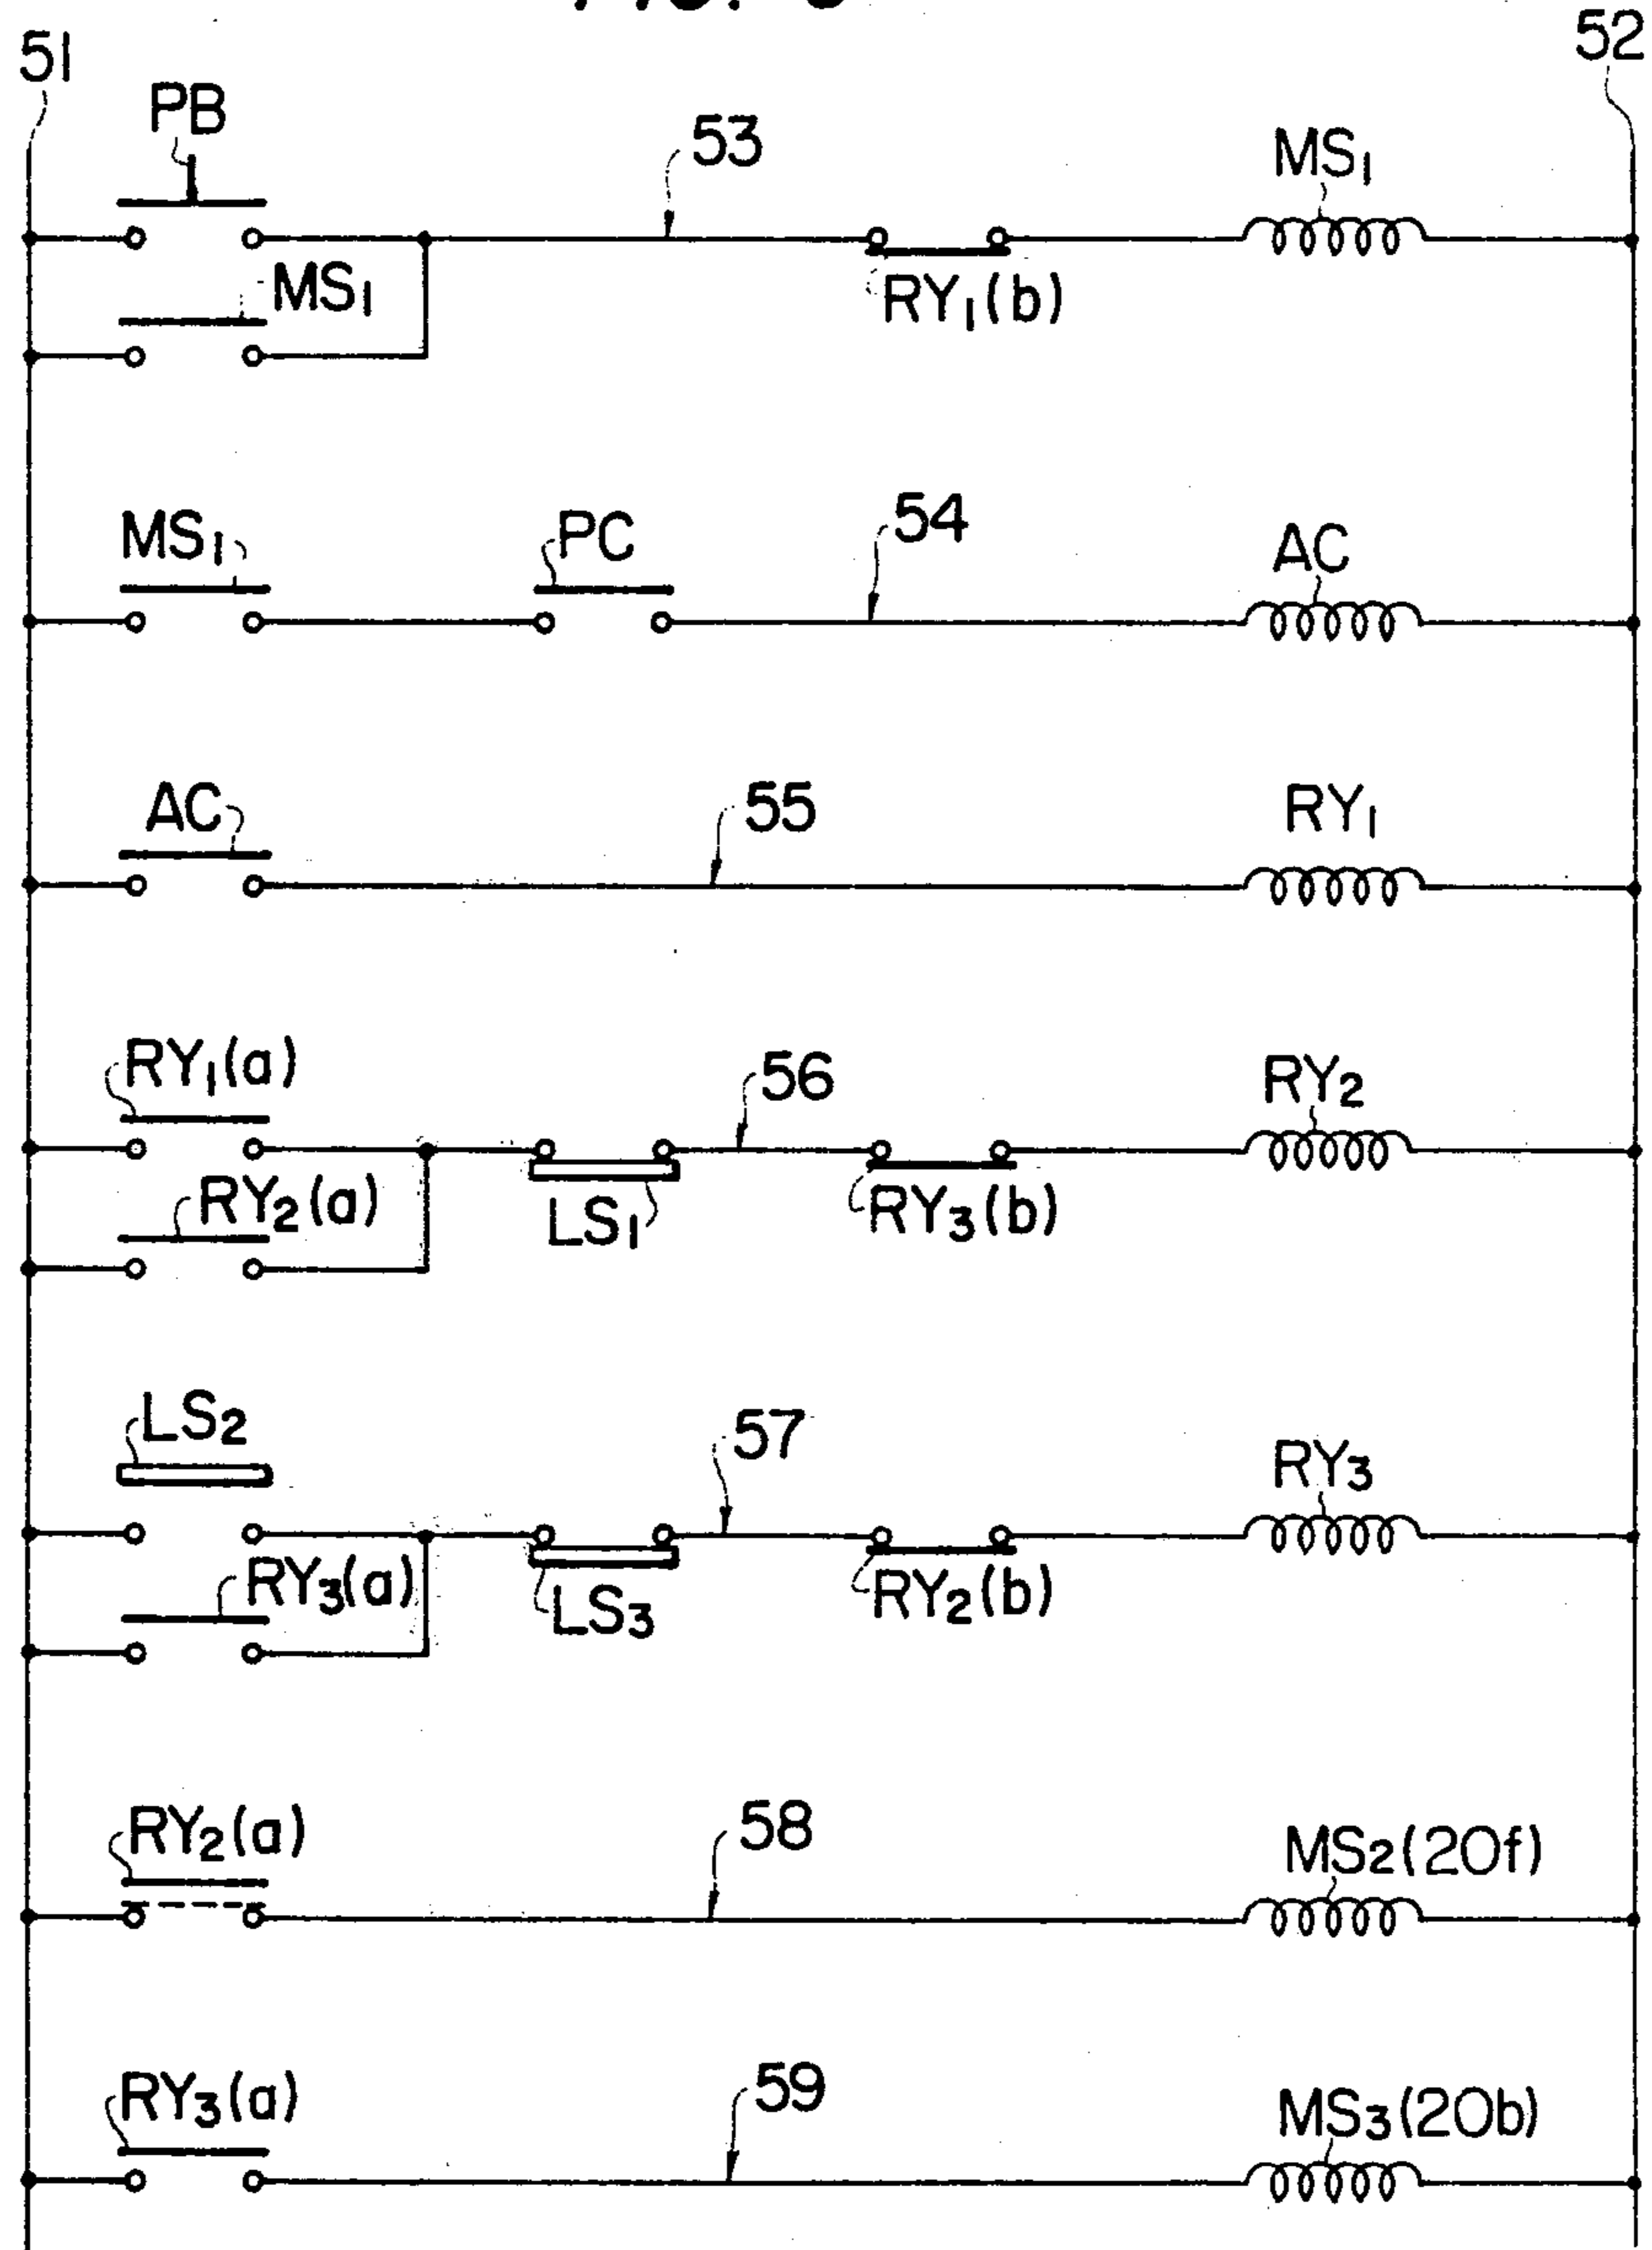 51
52
PB
53
MS₁
MS₁
RY₁(b)
MS₁
PC
54
AC
AC
55
RY₁
RY₁(a)
56
RY₂
RY₂(a)
LS₁
RY₃(b)
LS₂
57
RY₃
RY₃(a)
LS₃
RY₂(b)
RY₂(a)
58
MS₂(20f)
RY₃(a)
59
MS₃(20b)